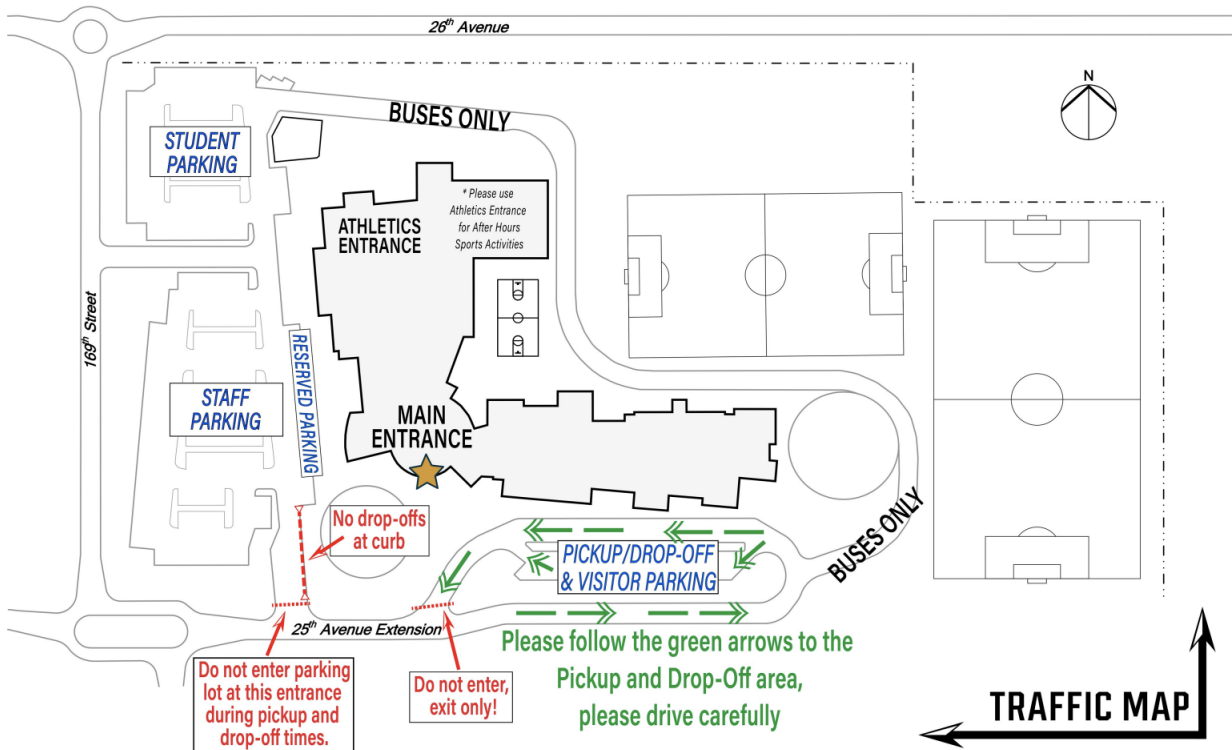 26th Avenue
N
BUSES ONLY
STUDENT
PARKING
* Please use
Athletics Entrance
for After Hours
Sports Activities
ATHLETICS
ENTRANCE
169th Street
RESERVED PARKING
STAFF
PARKING
MAIN
ENTRANCE
No drop-offs
at curb
BUSES ONLY
PICKUP/DROP-OFF
& VISITOR PARKING
25th Avenue Extension
Please follow the green arrows to the
Pickup and Drop-Off area,
please drive carefully
Do not enter parking
lot at this entrance
during pickup and
drop-off times.
Do not enter,
exit only!
TRAFFIC MAP